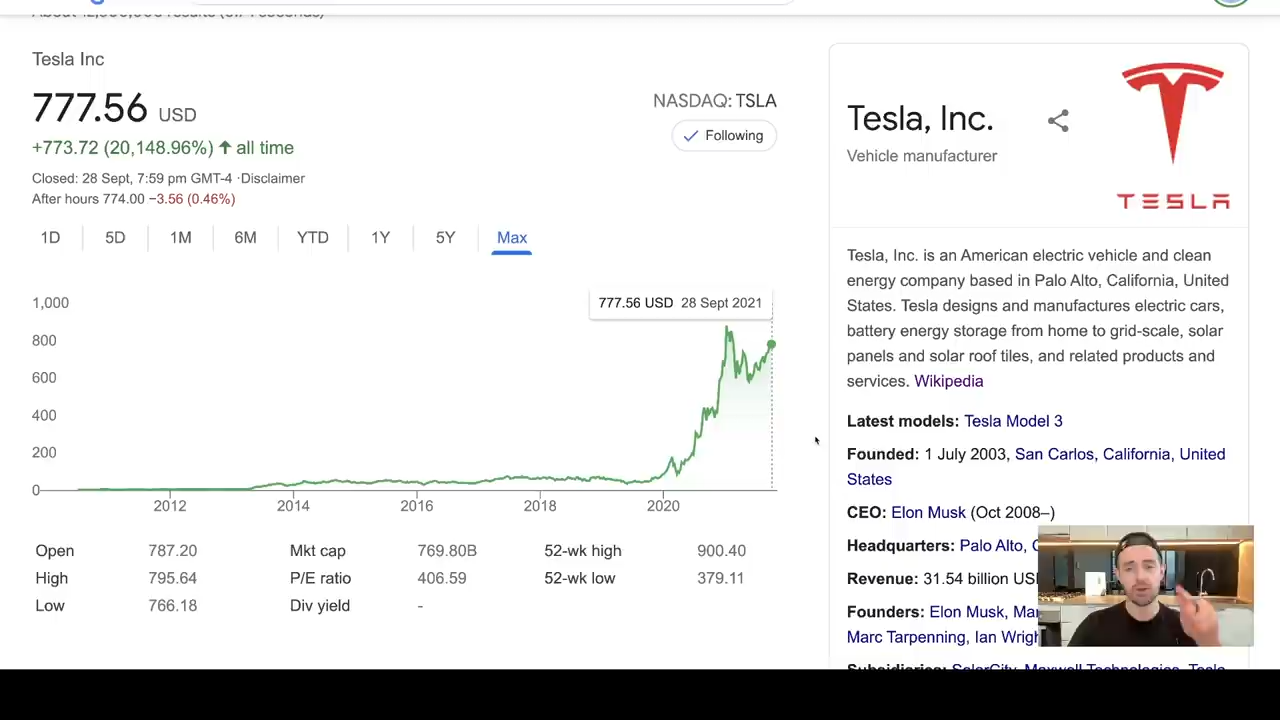 Tesla Inc
777.56 USD
+773.72 (20,148.96%) ↑ all time
Closed: 28 Sept, 7:59 pm GMT-4 ·Disclaimer
After hours 774.00 −3.56 (0.46%)
NASDAQ: TSLA
Following
1D 5D 1M 6M YTD 1Y 5Y Max
777.56 USD 28 Sept 2021
1,000
800
600
400
200
0
2012 2014 2016 2018 2020
Open 787.20 Mkt cap 769.80B 52-wk high 900.40
High 795.64 P/E ratio 406.59 52-wk low 379.11
Low 766.18 Div yield -
Tesla, Inc.
Vehicle manufacturer
TESLA
Tesla, Inc. is an American electric vehicle and clean
energy company based in Palo Alto, California, United
States. Tesla designs and manufactures electric cars,
battery energy storage from home to grid-scale, solar
panels and solar roof tiles, and related products and
services. Wikipedia
Latest models: Tesla Model 3
Founded: 1 July 2003, San Carlos, California, United
States
CEO: Elon Musk (Oct 2008–)
Headquarters: Palo Alto,
Revenue: 31.54 billion
Founders: Elon Musk,
Marc Tarpenning, Ian
Subsidiaries: SolarCity, Maxwell Technologies, Tesla